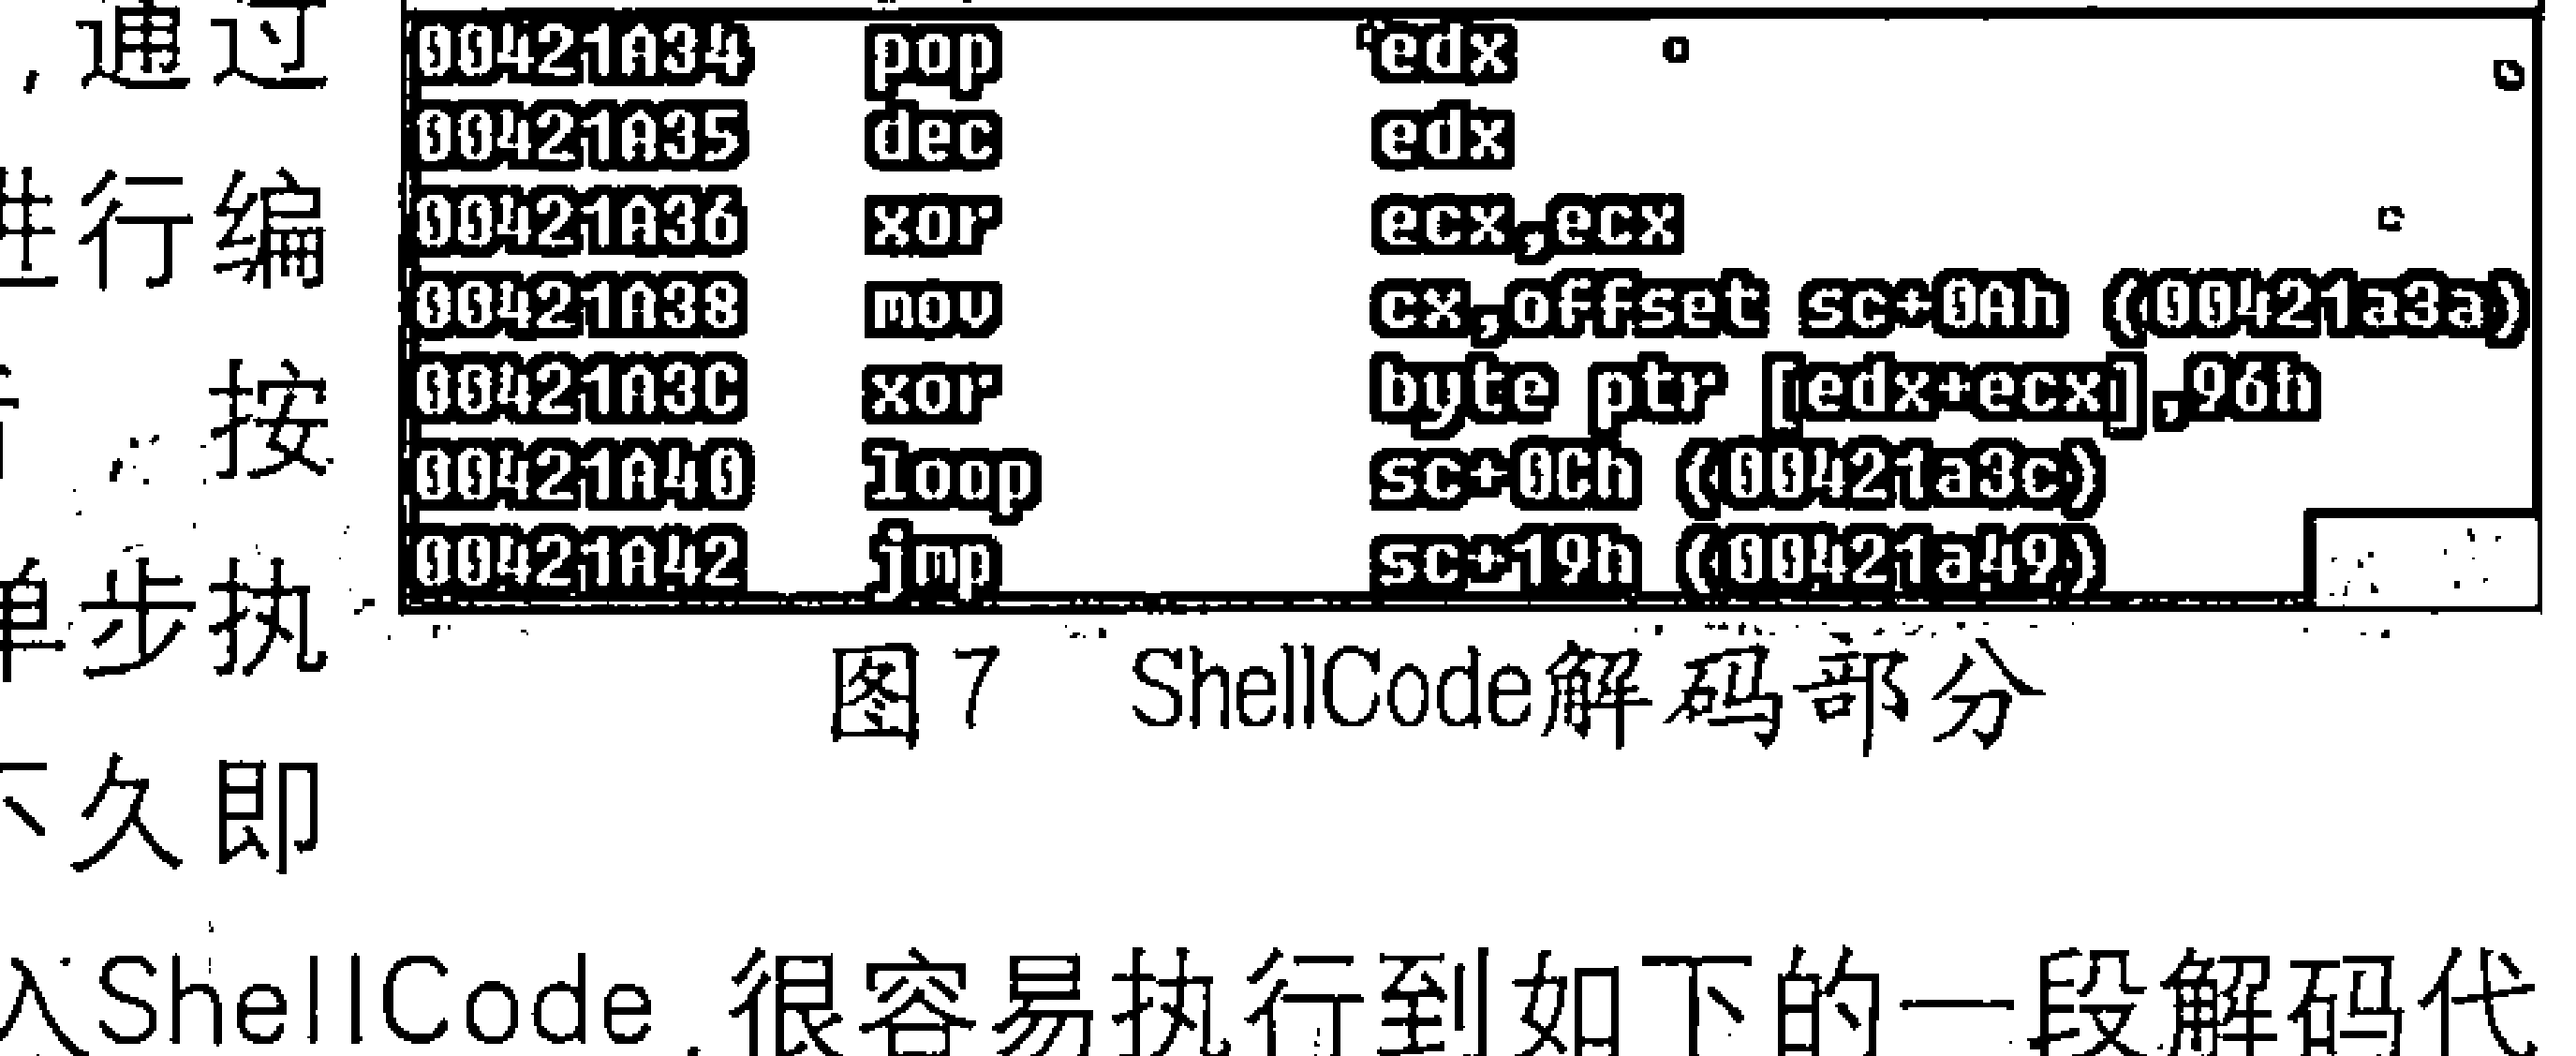 ,通过
进行编
按
单步执
下久即
00421A34 pop edx
00421A35 dec edx
00421A36 xor ecx,ecx
00421A38 mov cx,offset sc+0Ah (00421a3a)
00421A3C xor byte ptr [edx+ecx],96h
00421A40 loop sc+0Ch (00421a3c)
00421A42 jmp sc+19h (00421a49)
图7 ShellCode解码部分
入ShellCode,很容易执行到如下的一段解码代